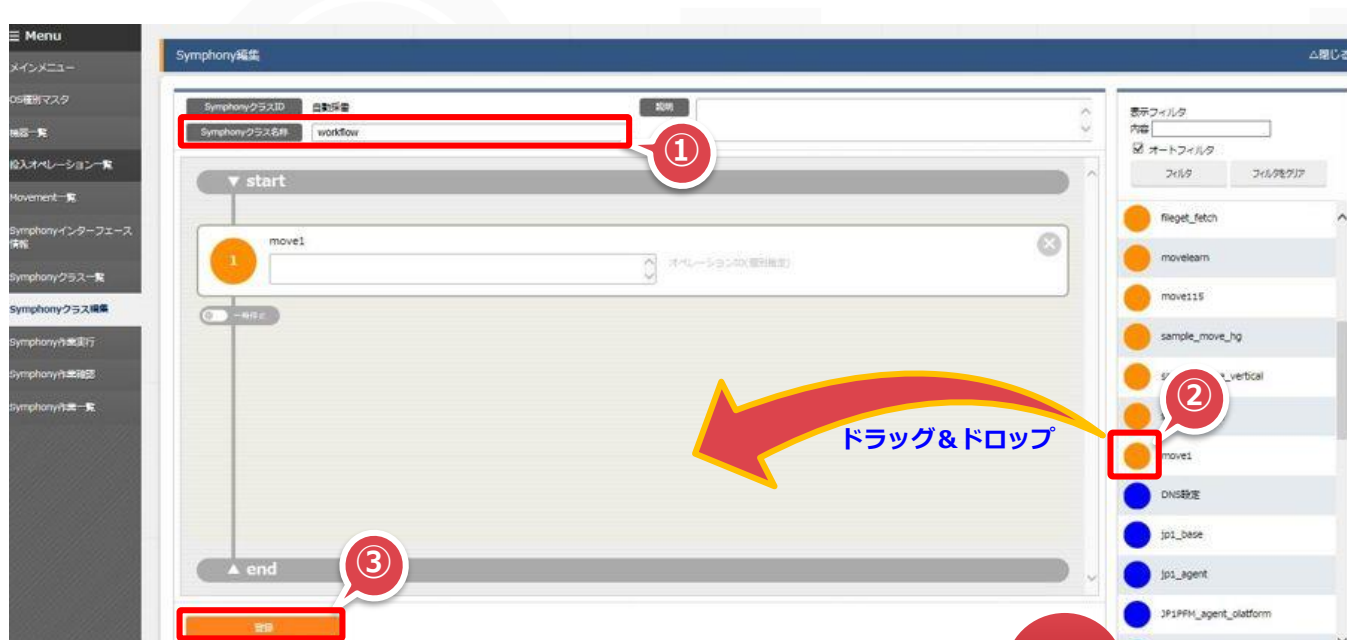 ☰ Menu
メインメニュー
OS種別マスタ
機器一覧
投入オペレーション一覧
Movement一覧
Symphonyインターフェース
情報
Symphonyクラス一覧
Symphonyクラス編集
Symphony作業実行
Symphony作業確認
Symphony作業一覧
Symphony編集
△閉じる
SymphonyクラスID 自動採番
説明
Symphonyクラス名称 workflow
①
▼ start
1
move1
オペレーションID(個別指定)
一時停止
ドラッグ&ドロップ
▲ end
③
登録
表示フィルタ
内容
オートフィルタ
フィルタ フィルタをクリア
fileget_fetch
movelearn
move115
sample_move_hg
_vertical
②
move1
DNS設定
jp1_base
jp1_agent
JP1PFM_agent_olatform